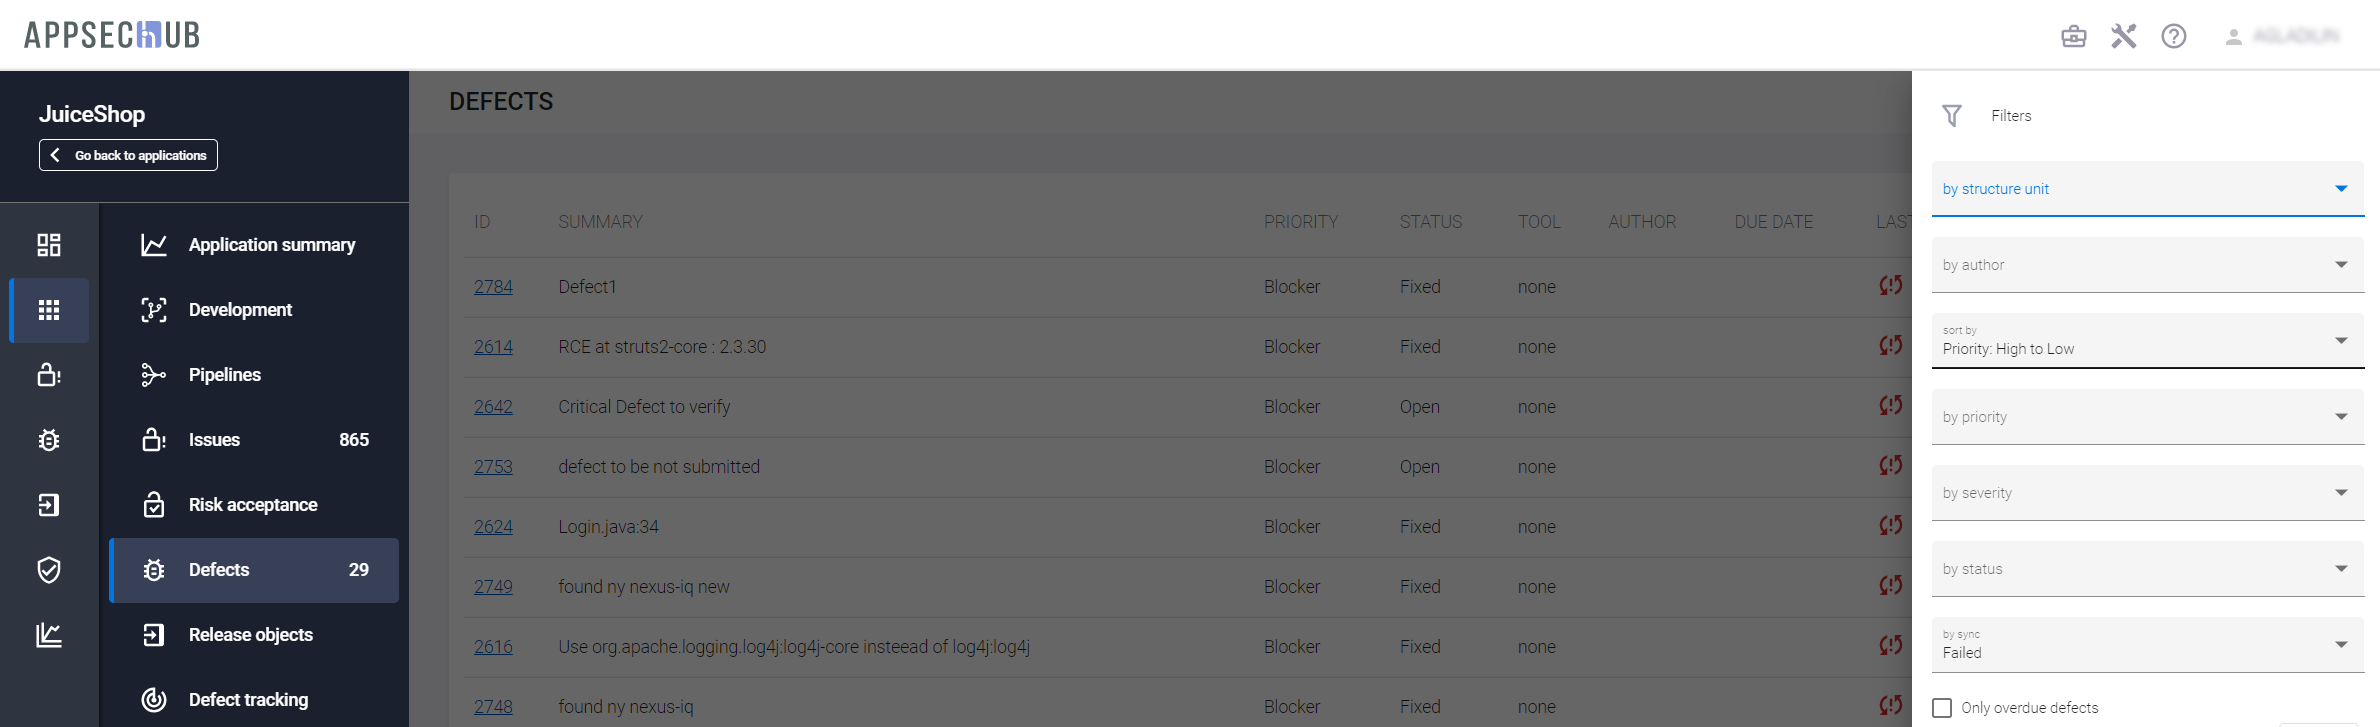 APPSECHUB
JuiceShop
Go back to applications
Application summary
Development
Pipelines
Issues 865
Risk acceptance
Defects 29
Release objects
Defect tracking
DEFECTS
ID SUMMARY PRIORITY STATUS TOOL AUTHOR DUE DATE LAST
2784 Defect1 Blocker Fixed none
2614 RCE at struts2-core : 2.3.30 Blocker Fixed none
2642 Critical Defect to verify Blocker Open none
2753 defect to be not submitted Blocker Open none
2624 Login.java:34 Blocker Fixed none
2749 found ny nexus-iq new Blocker Fixed none
2616 Use org.apache.logging.log4j:log4j-core insteead of log4j:log4j Blocker Fixed none
2748 found ny nexus-iq Blocker Fixed none
Filters
by structure unit
by author
sort by
Priority: High to Low
by priority
by severity
by status
by sync
Failed
Only overdue defects